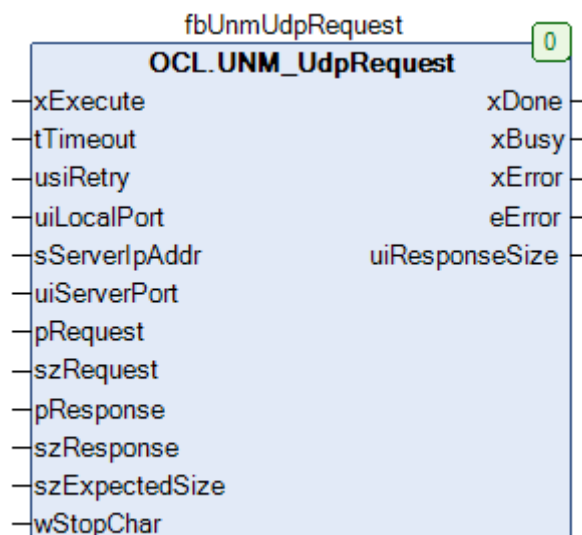 fbUnmUdpRequest
0
OCL.UNM_UdpRequest
xExecute xDone
tTimeout xBusy
usiRetry xError
uiLocalPort eError
sServerIpAddr uiResponseSize
uiServerPort
pRequest
szRequest
pResponse
szResponse
szExpectedSize
wStopChar